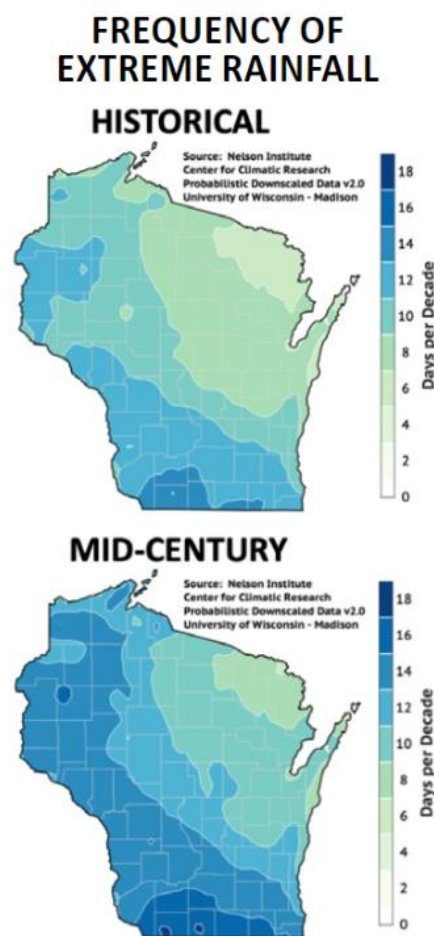 FREQUENCY OF
EXTREME RAINFALL
HISTORICAL
Source: Nelson Institute
Center for Climatic Research
Probabilistic Downscaled Data v2.0
University of Wisconsin - Madison
18
16
14
12
10
8
6
4
2
0
Days per Decade
MID-CENTURY
Source: Nelson Institute
Center for Climatic Research
Probabilistic Downscaled Data v2.0
University of Wisconsin - Madison
18
16
14
12
10
8
6
4
2
0
Days per Decade